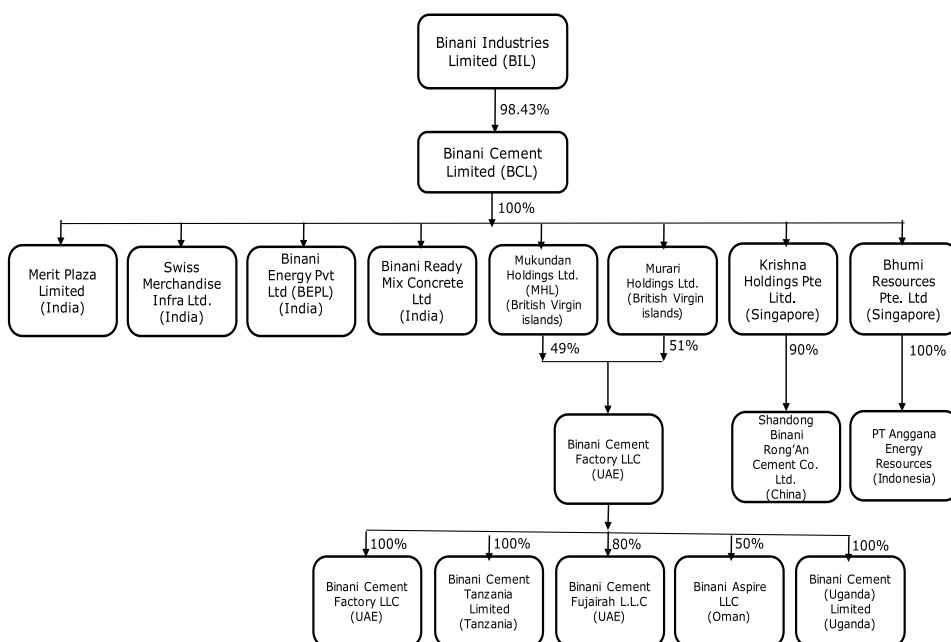 Binani Industries
Limited (BIL)
98.43%
Binani Cement
Limited (BCL)
100%
Merit Plaza
Limited
(India)
Swiss
Merchandise
Infra Ltd.
(India)
Binani
Energy Pvt
Ltd (BEPL)
(India)
Binani Ready
Mix Concrete
Ltd
(India)
Mukundan
Holdings Ltd.
(MHL)
(British Virgin
islands)
Murari
Holdings Ltd.
(British Virgin
islands)
Krishna
Holdings Pte
Litd.
(Singapore)
Bhumi
Resources
Pte. Ltd
(Singapore)
49%
51%
90%
100%
Binani Cement
Factory LLC
(UAE)
Shandong
Binani
Rong’An
Cement Co.
Ltd.
(China)
PT Anggana
Energy
Resources
(Indonesia)
100%
100%
80%
50%
100%
Binani Cement
Factory LLC
(UAE)
Binani Cement
Tanzania
Limited
(Tanzania)
Binani Cement
Fujairah L.L.C
(UAE)
Binani Aspire
LLC
(Oman)
Binani Cement
(Uganda)
Limited
(Uganda)